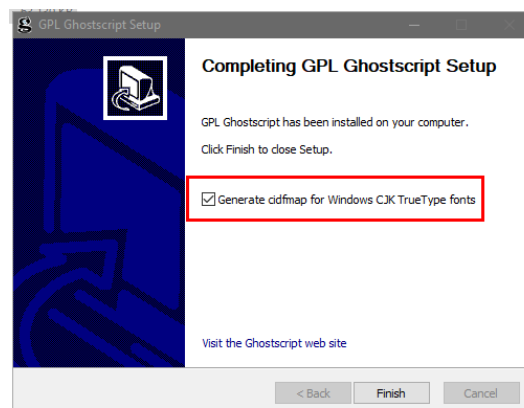 GPL Ghostscript Setup
Completing GPL Ghostscript Setup
GPL Ghostscript has been installed on your computer.
Click Finish to close Setup.
Generate cidfmap for Windows CJK TrueType fonts
Visit the Ghostscript web site
< Back Finish Cancel